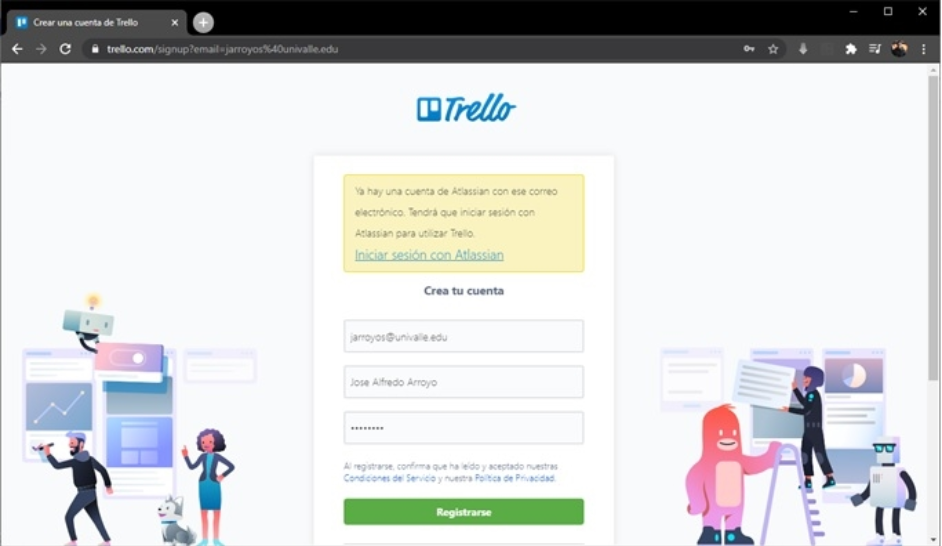 Crear una cuenta de Trello
trello.com/signup?email=jarroyos%40univalle.edu
Trello
Ya hay una cuenta de Atlassian con ese correo
electrónico. Tendrá que iniciar sesión con
Atlassian para utilizar Trello.
Iniciar sesión con Atlassian
Crea tu cuenta
jarroyos@univalle.edu
Jose Alfredo Arroyo
••••••••
Al registrarse, confirma que ha leído y aceptado nuestras
Condiciones del Servicio y nuestra Política de Privacidad.
Registrarse